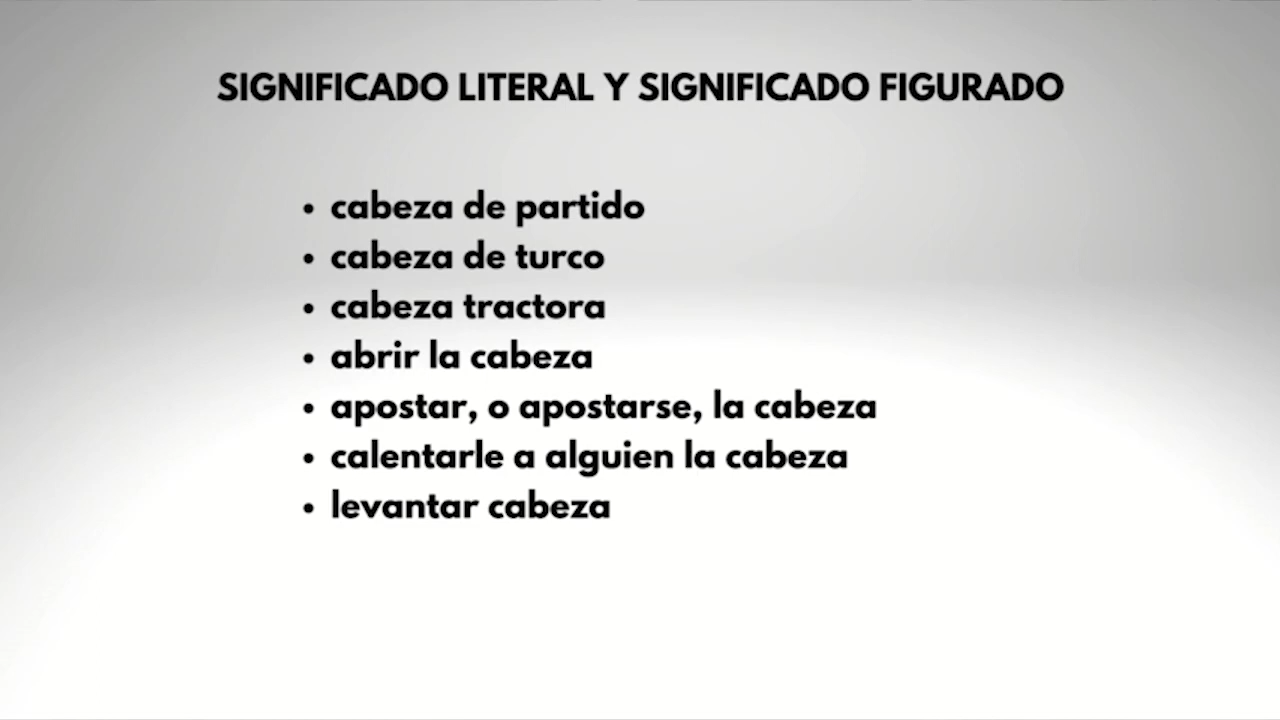 SIGNIFICADO LITERAL Y SIGNIFICADO FIGURADO
• cabeza de partido
• cabeza de turco
• cabeza tractora
• abrir la cabeza
• apostar, o apostarse, la cabeza
• calentarle a alguien la cabeza
• levantar cabeza